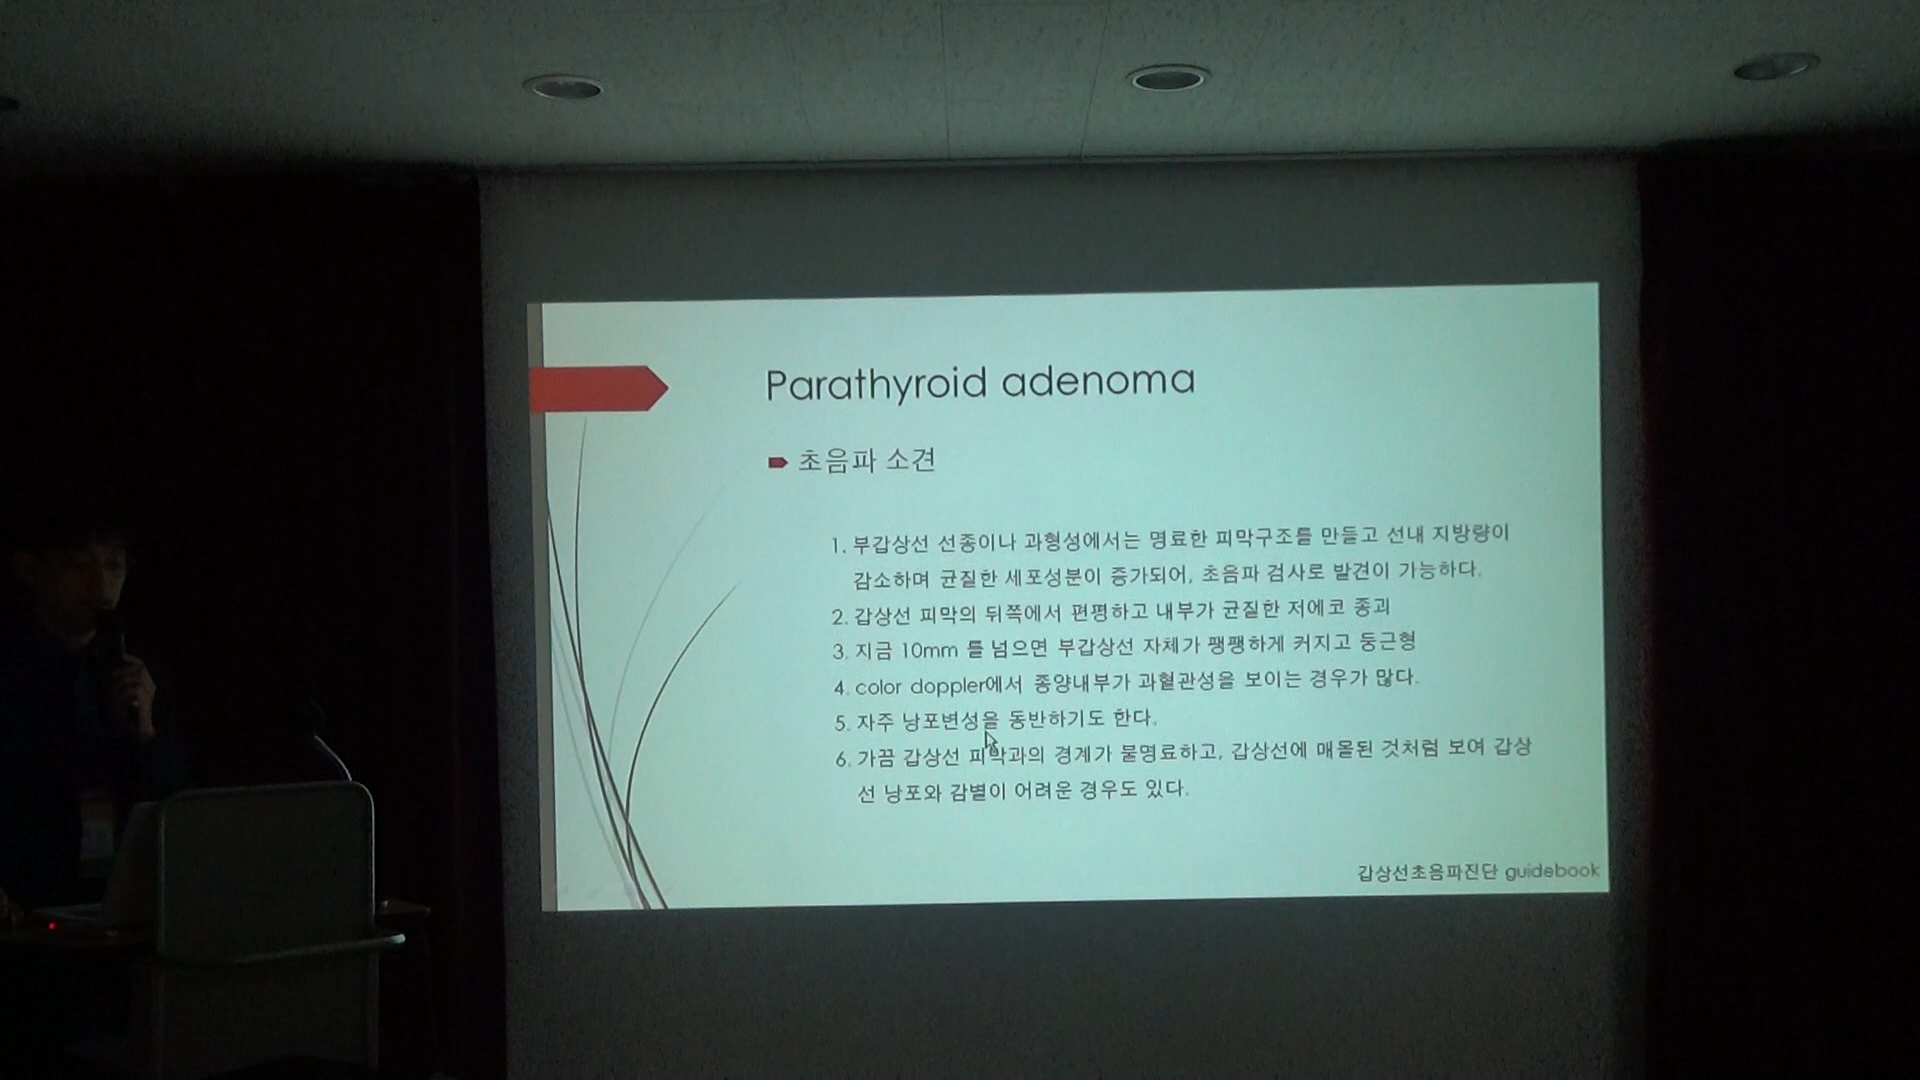 Parathyroid adenoma
초음파 소견
1. 부갑상선 선종이나 과형성에서는 명료한 피막구조를 만들고 선내 지방량이
감소하며 균질한 세포성분이 증가되어, 초음파 검사로 발견이 가능하다.
2. 갑상선 피막의 뒤쪽에서 편평하고 내부가 균질한 저에코 종괴
3. 지금 10mm 를 넘으면 부갑상선 자체가 팽팽하게 커지고 둥근형
4. color doppler에서 종양내부가 과혈관성을 보이는 경우가 많다.
5. 자주 낭포변성을 동반하기도 한다.
6. 가끔 갑상선 피막과의 경계가 불명료하고, 갑상선에 매몰된 것처럼 보여 갑상
선 낭포와 감별이 어려운 경우도 있다.
갑상선초음파진단 guidebook